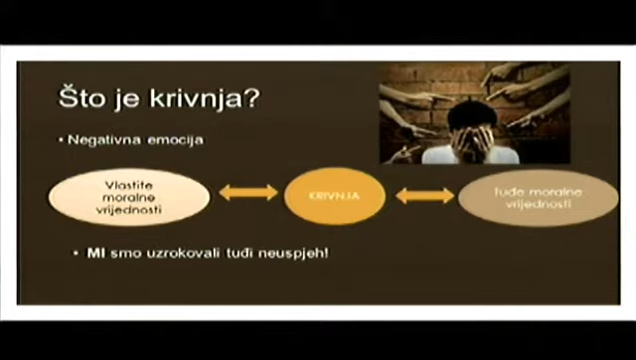 Što je krivnja?
• Negativna emocija
Vlastite
moralne
vrijednosti
KRIVNJA
Tuđe moralne
vrijednosti
• MI smo uzrokovali tuđi neuspjeh!